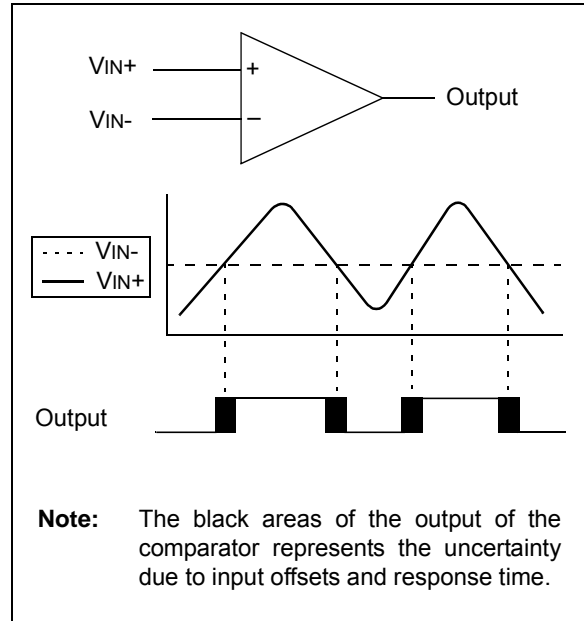 VIN+
+
Output
VIN-
–
VIN-
VIN+
Output
Note: The black areas of the output of the
comparator represents the uncertainty
due to input offsets and response time.